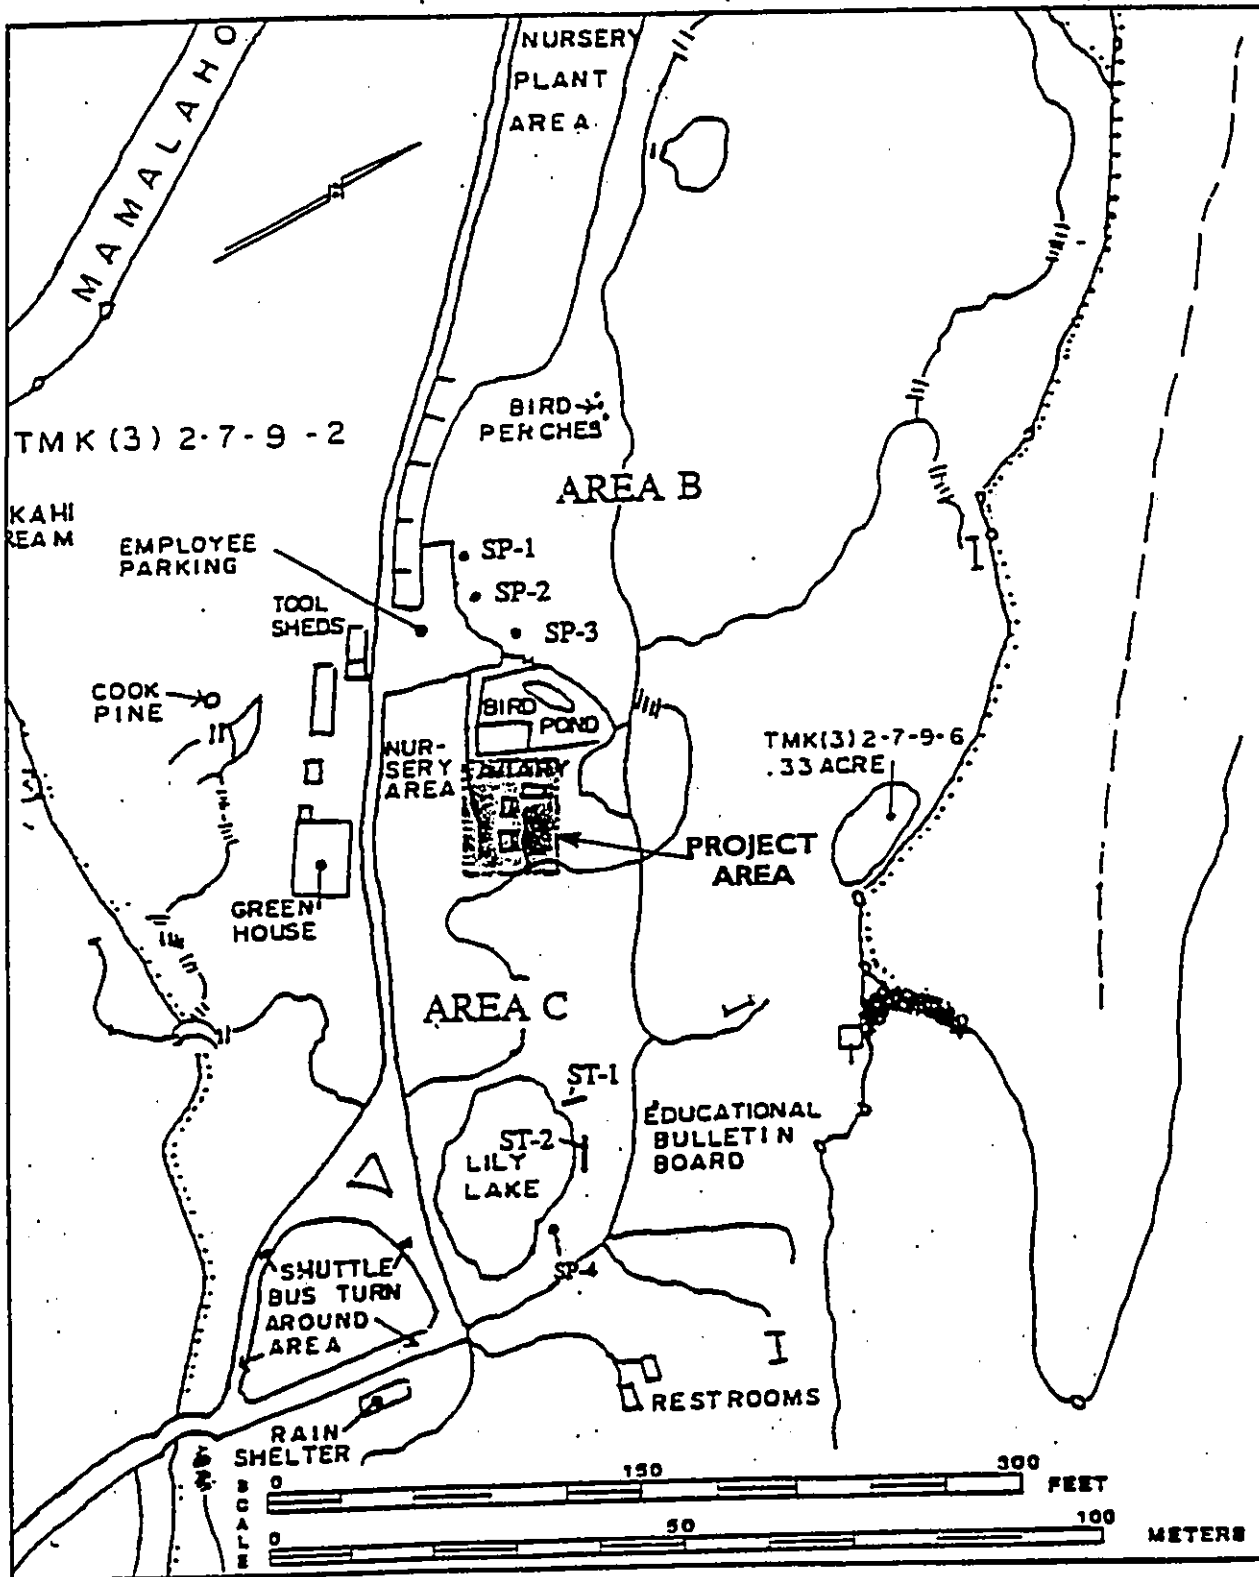 NURSERY
PLANT
AREA
MAMALAHO
BIRD
PERCHES
TMK (3) 2-7-9-2
AREA B
KAHI
REAM
EMPLOYEE
PARKING
SP-1
SP-2
TOOL
SHEDS
SP-3
COOK
PINE
BIRD
POND
TMK(3) 2-7-9-6
.33 ACRE
NUR-
SERY
AREA
AVIARY
PROJECT
AREA
GREEN
HOUSE
AREA C
ST-1
EDUCATIONAL
BULLETIN
BOARD
ST-2
LILY
LAKE
SP-4
SHUTTLE
BUS TURN
AROUND
AREA
RESTROOMS
RAIN
SHELTER
SCALE
0 150 300 FEET
0 50 100 METERS